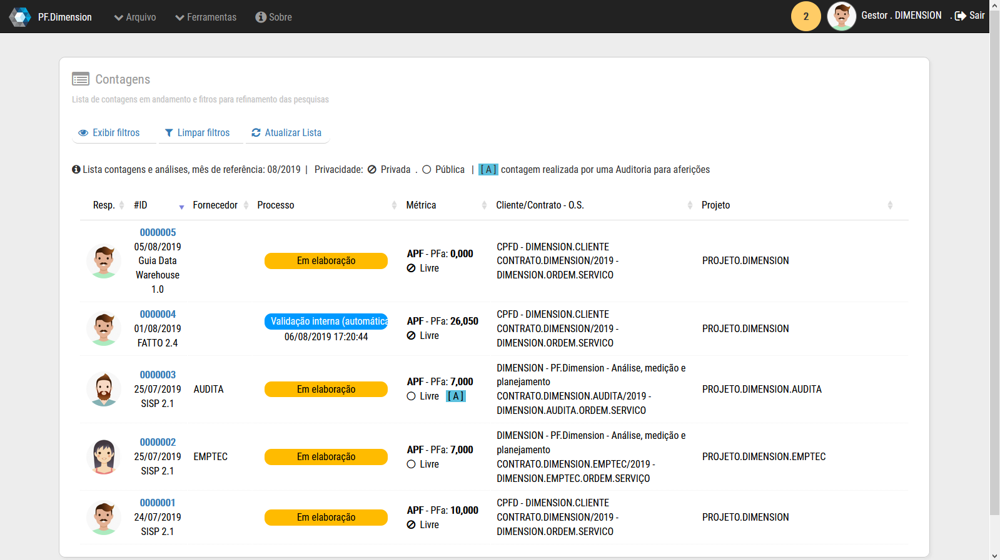 PF.Dimension Arquivo Ferramentas Sobre 2 Gestor . DIMENSION . Sair
Contagens
Lista de contagens em andamento e fitros para refinamento das pesquisas
Exibir filtros Limpar filtros Atualizar Lista
Lista contagens e análises, mês de referência: 08/2019 | Privacidade: Privada . Pública | [ A ] contagem realizada por uma Auditoria para aferições
Resp. #ID Fornecedor Processo Métrica Cliente/Contrato - O.S. Projeto
0000005
05/08/2019
Guia Data
Warehouse
1.0
Em elaboração
APF - PFa: 0,000
Livre
CPFD - DIMENSION.CLIENTE
CONTRATO.DIMENSION/2019 -
DIMENSION.ORDEM.SERVICO
PROJETO.DIMENSION
0000004
01/08/2019
FATTO 2.4
Validação interna (automática
06/08/2019 17:20:44
APF - PFa: 26,050
Livre
CPFD - DIMENSION.CLIENTE
CONTRATO.DIMENSION/2019 -
DIMENSION.ORDEM.SERVICO
PROJETO.DIMENSION
0000003
25/07/2019
SISP 2.1
AUDITA
Em elaboração
APF - PFa: 7,000
Livre [ A ]
DIMENSION - PF.Dimension - Análise, medição e
planejamento
CONTRATO.DIMENSION.AUDITA/2019 -
DIMENSION.AUDITA.ORDEM.SERVICO
PROJETO.DIMENSION.AUDITA
0000002
25/07/2019
SISP 2.1
EMPTEC
Em elaboração
APF - PFa: 7,000
Livre
DIMENSION - PF.Dimension - Análise, medição e
planejamento
CONTRATO.DIMENSION.EMPTEC/2019 -
DIMENSION.EMPTEC.ORDEM.SERVIÇO
PROJETO.DIMENSION.EMPTEC
0000001
24/07/2019
SISP 2.1
Em elaboração
APF - PFa: 10,000
Livre
CPFD - DIMENSION.CLIENTE
CONTRATO.DIMENSION/2019 -
DIMENSION.ORDEM.SERVICO
PROJETO.DIMENSION